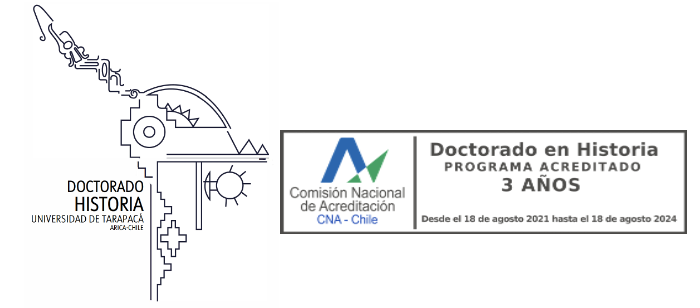 DOCTORADO
HISTORIA
UNIVERSIDAD DE TARAPACÁ
ARICA-CHILE
Comisión Nacional
de Acreditación
CNA - Chile
Doctorado en Historia
PROGRAMA ACREDITADO
3 AÑOS
Desde el 18 de agosto 2021 hasta el 18 de agosto 2024